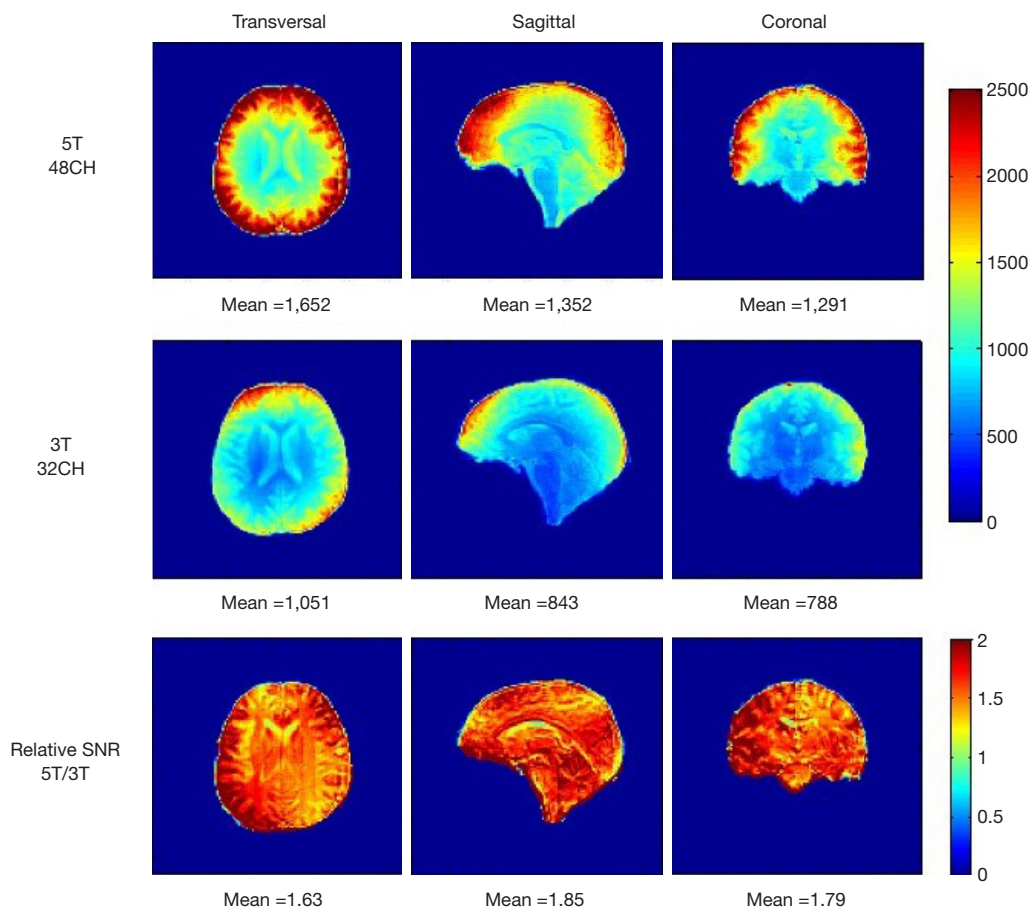 Transversal Sagittal Coronal
5T
48CH
2500
2000
1500
1000
500
0
Mean =1,652 Mean =1,352 Mean =1,291
3T
32CH
Mean =1,051 Mean =843 Mean =788
Relative SNR
5T/3T
2
1.5
1
0.5
0
Mean =1.63 Mean =1.85 Mean =1.79